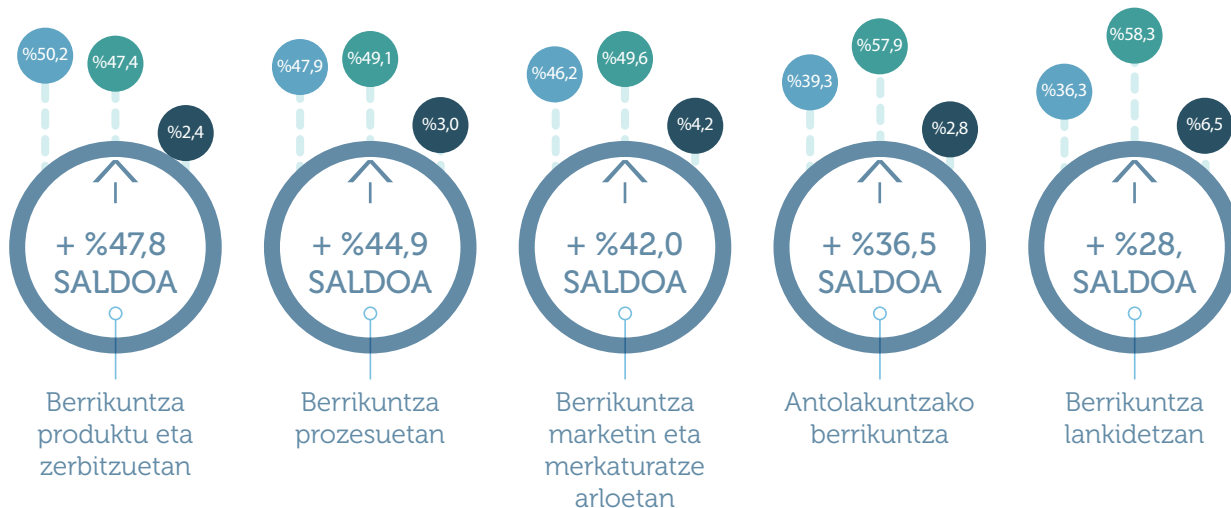 %50,2
%47,4
%2,4
+ %47,8
SALDOA
Berrikuntza
produktu eta
zerbitzuetan
%47,9
%49,1
%3,0
+ %44,9
SALDOA
Berrikuntza
prozesuetan
%46,2
%49,6
%4,2
+ %42,0
SALDOA
Berrikuntza
marketin eta
merkaturatze
arloetan
%39,3
%57,9
%2,8
+ %36,5
SALDOA
Antolakuntzako
berrikuntza
%36,3
%58,3
%6,5
+ %28,
SALDOA
Berrikuntza
lankidetzan